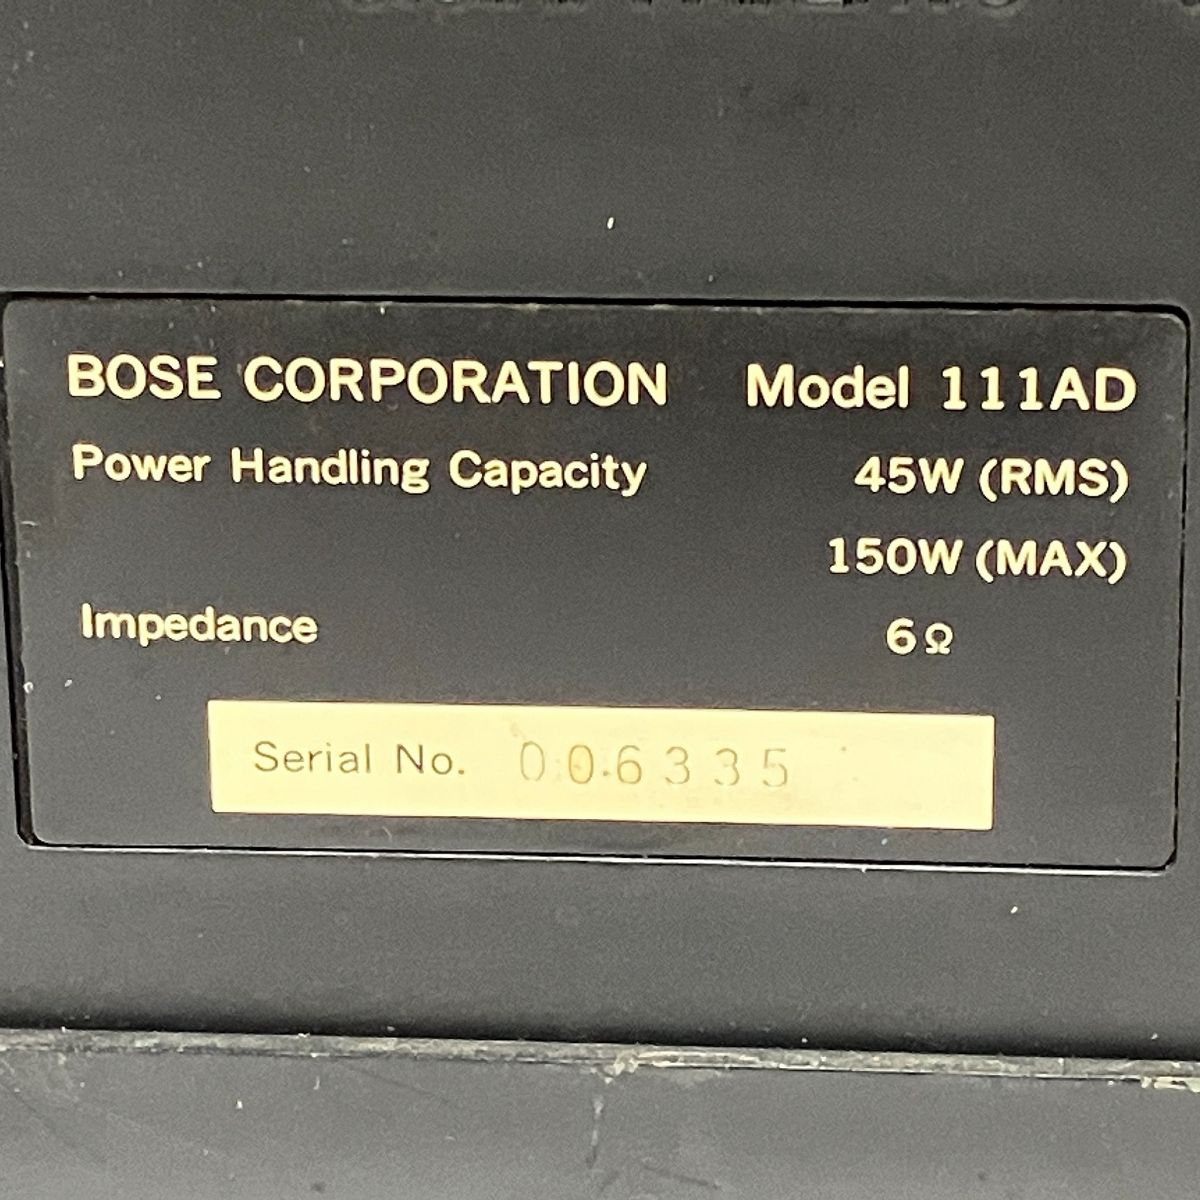 BOSE CORPORATION Model 111AD
Power Handling Capacity 45W (RMS)
150W (MAX)
Impedance 6Ω
Serial No. 006335